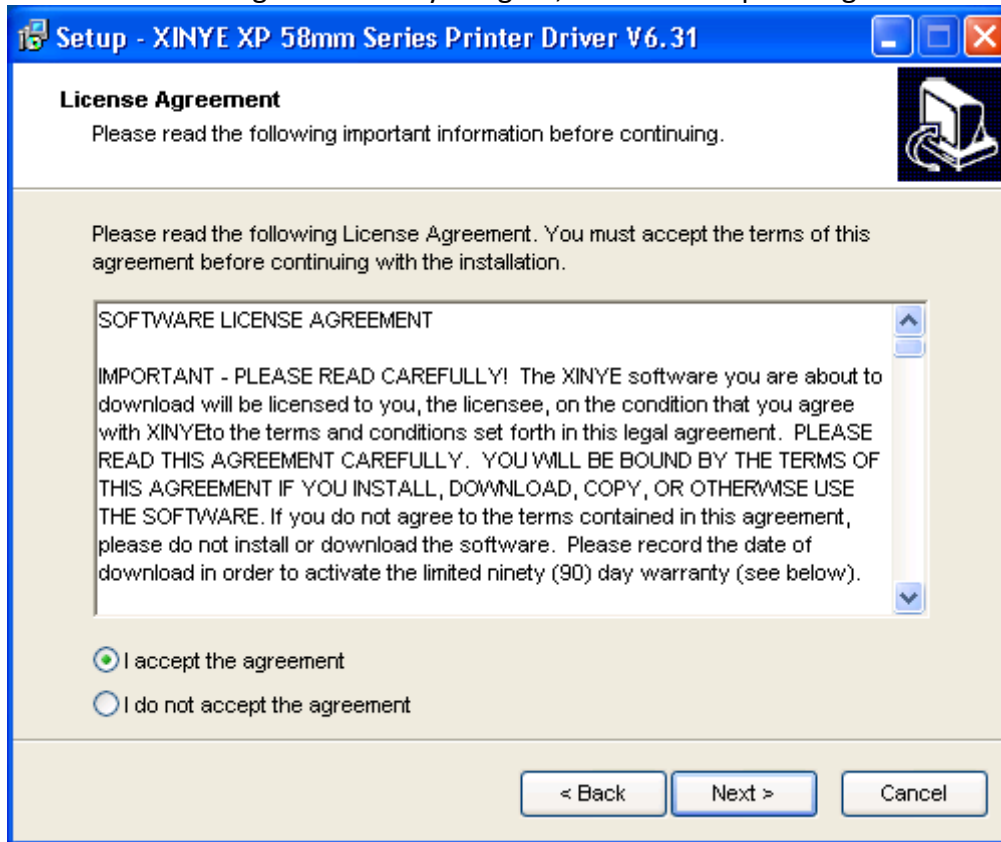 Setup - XINYE XP 58mm Series Printer Driver V6.31
License Agreement
Please read the following important information before continuing.
Please read the following License Agreement. You must accept the terms of this
agreement before continuing with the installation.
SOFTWARE LICENSE AGREEMENT
IMPORTANT - PLEASE READ CAREFULLY! The XINYE software you are about to
download will be licensed to you, the licensee, on the condition that you agree
with XINYEto the terms and conditions set forth in this legal agreement. PLEASE
READ THIS AGREEMENT CAREFULLY. YOU WILL BE BOUND BY THE TERMS OF
THIS AGREEMENT IF YOU INSTALL, DOWNLOAD, COPY, OR OTHERWISE USE
THE SOFTWARE. If you do not agree to the terms contained in this agreement,
please do not install or download the software. Please record the date of
download in order to activate the limited ninety (90) day warranty (see below).
I accept the agreement
I do not accept the agreement
< Back
Next >
Cancel